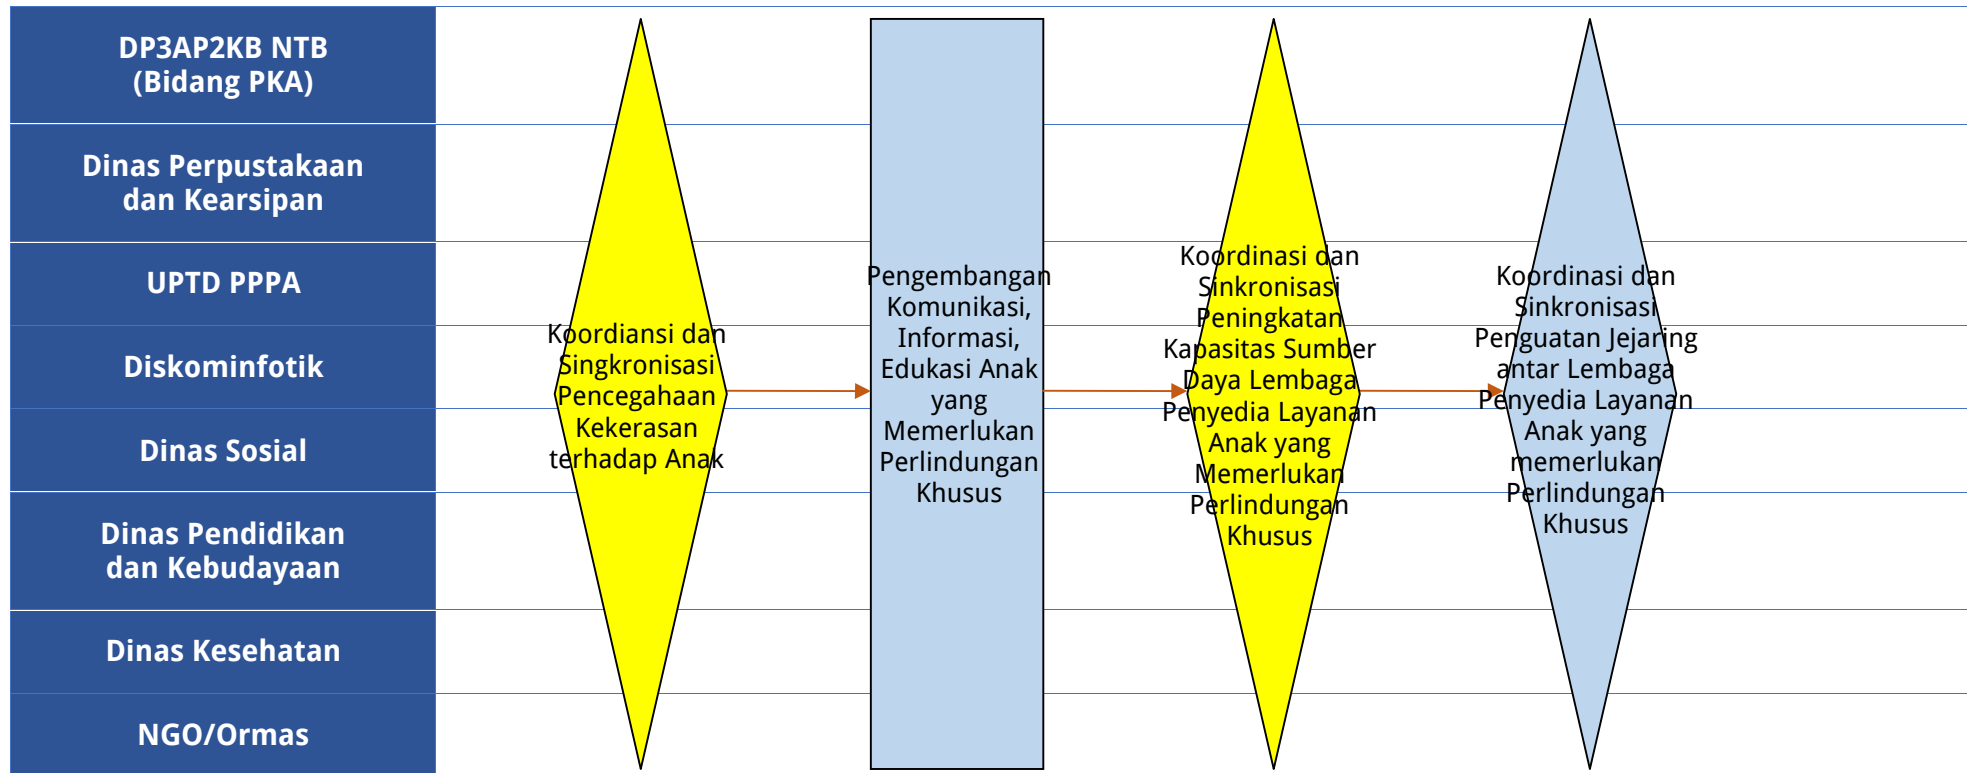 DP3AP2KB NTB
(Bidang PKA)
Dinas Perpustakaan
dan Kearsipan
UPTD PPPA
Diskominfotik
Dinas Sosial
Dinas Pendidikan
dan Kebudayaan
Dinas Kesehatan
NGO/Ormas
Koordiansi dan
Singkronisasi
Pencegahaan
Kekerasan
terhadap Anak
Pengembangan
Komunikasi,
Informasi,
Edukasi Anak
yang
Memerlukan
Perlindungan
Khusus
Koordinasi dan
Sinkronisasi
Peningkatan
Kapasitas Sumber
Daya Lembaga
Penyedia Layanan
Anak yang
Memerlukan
Perlindungan
Khusus
Koordinasi dan
Sinkronisasi
Penguatan Jejaring
antar Lembaga
Penyedia Layanan
Anak yang
memerlukan
Perlindungan
Khusus